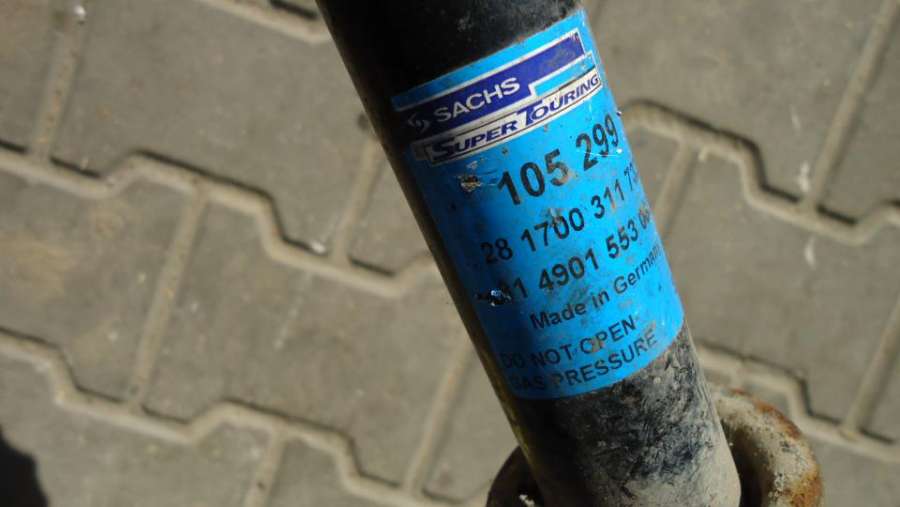 SACHS
SUPER TOURING
105 299
28 1700 311
4901 553
Made in Germany
DO NOT OPEN
GAS PRESSURE